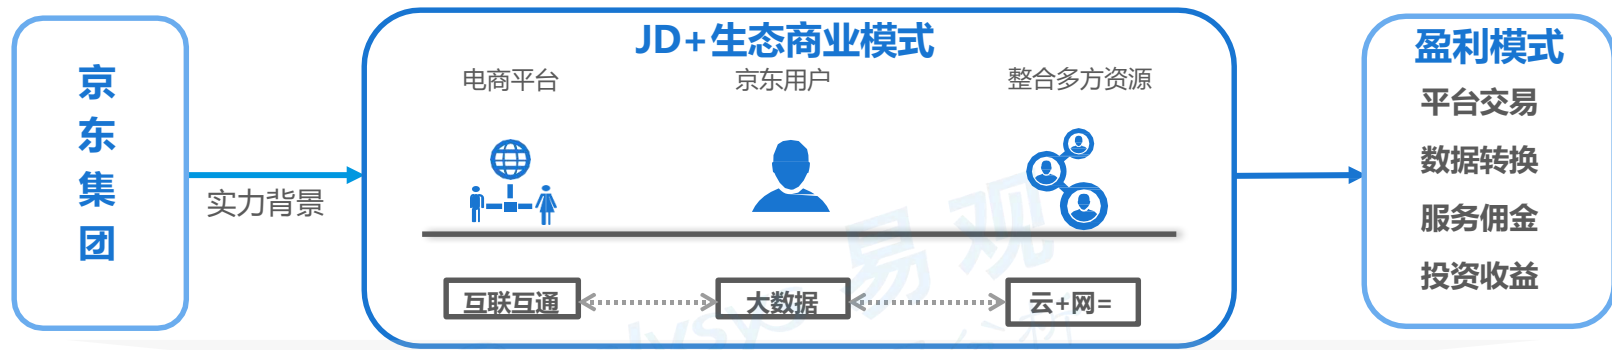 京
东
集
团
实力背景
JD+生态商业模式
电商平台
京东用户
整合多方资源
互联互通
大数据
云+网=
盈利模式
平台交易
数据转换
服务佣金
投资收益
易观